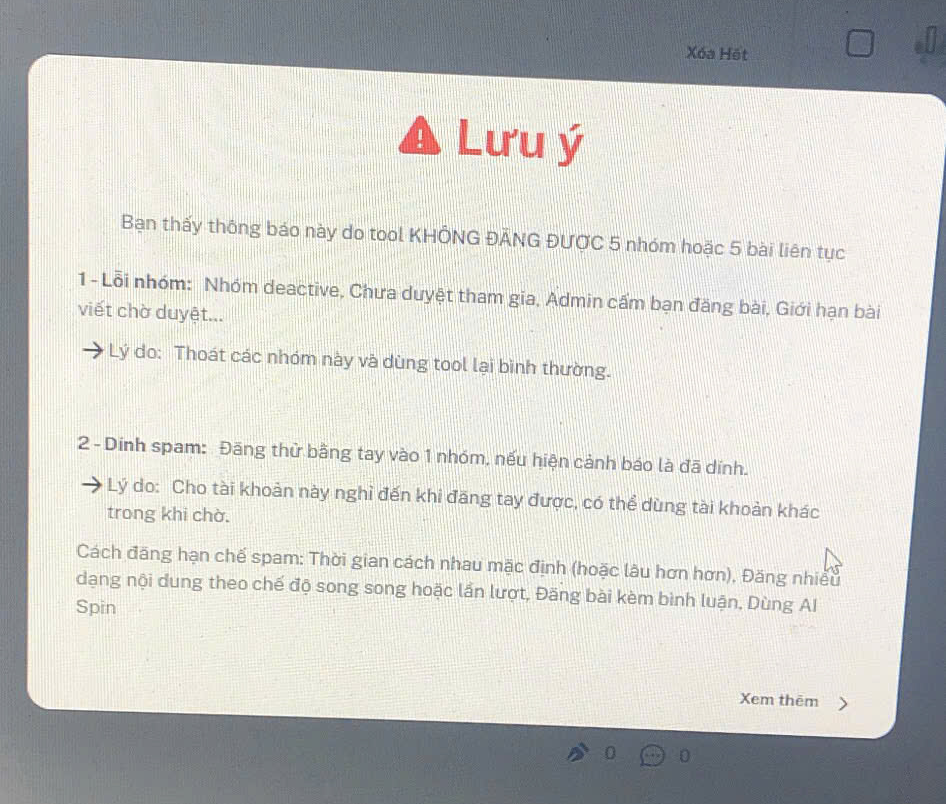 Xóa Hết
Lưu ý
Bạn thấy thông báo này do tool KHÔNG ĐĂNG ĐƯỢC 5 nhóm hoặc 5 bài liên tục
1 - Lỗi nhóm: Nhóm deactive, Chưa duyệt tham gia, Admin cấm bạn đăng bài, Giới hạn bài
viết chờ duyệt...
→ Lý do: Thoát các nhóm này và dùng tool lại bình thường.
2 - Dính spam: Đăng thử bằng tay vào 1 nhóm, nếu hiện cảnh báo là đã dính.
→ Lý do: Cho tài khoản này nghỉ đến khi đăng tay được, có thể dùng tài khoản khác
trong khi chờ.
Cách đăng hạn chế spam: Thời gian cách nhau mặc định (hoặc lâu hơn hơn), Đăng nhiều
dạng nội dung theo chế độ song song hoặc lần lượt, Đăng bài kèm bình luận, Dùng AI
Spin
Xem thêm
0 0